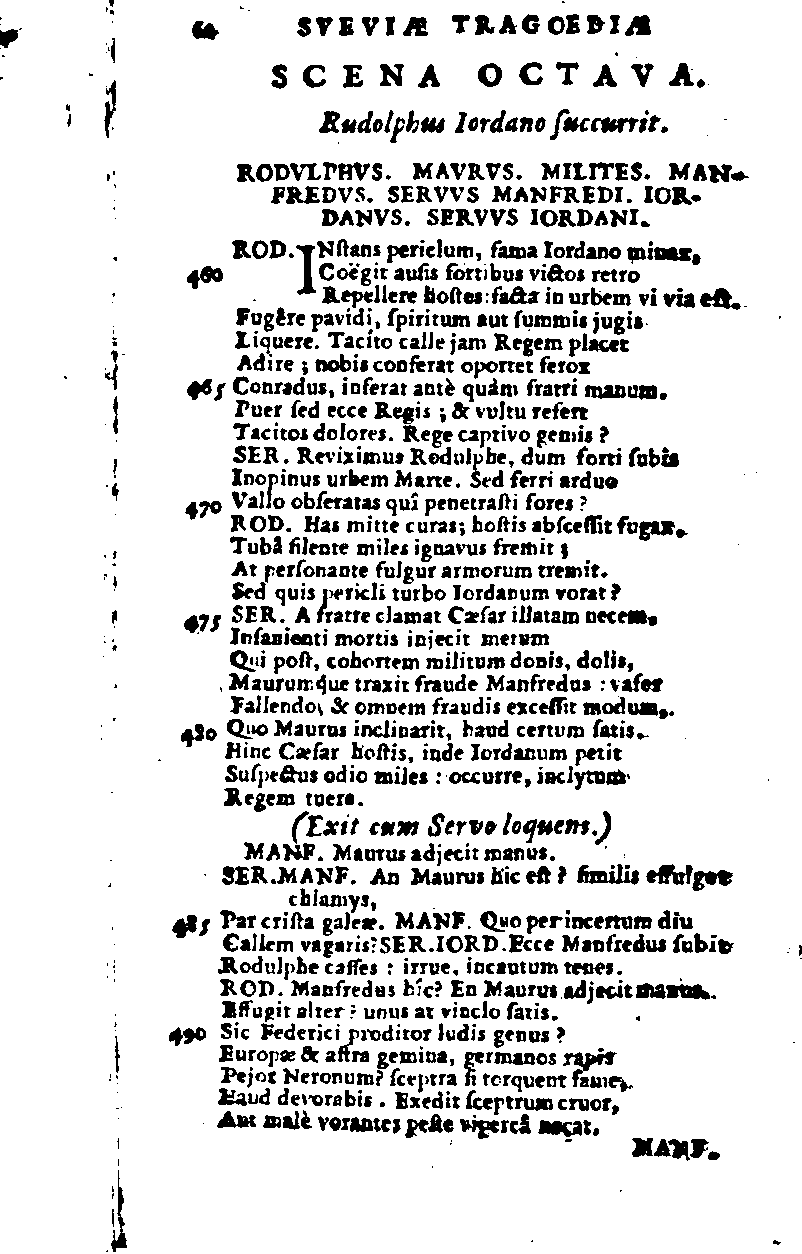 64 SVEVIÆ TRAGOEDIÆ
SCENA OCTAVA.
Rudolphus Iordano ſuccurrit.
RODVLPHVS. MAVRVS. MILITES. MAN-
FREDVS. SERVVS MANFREDI. IOR-
DANVS. SERVVS IORDANI.
ROD. INſtans periclum, fama Iordano minax,
460 Coëgit auſis fortibus victos retro
Repellere hoſtes: facta in urbem vi via eſt.
Fugêre pavidi, ſpiritum aut ſummis jugis
Liquere. Tacito calle jam Regem placet
Adire ; nobis conferat oportet ferox
465 Conradus, inferat antè quàm fratri manum.
Puer ſed ecce Regis ; & vultu refert
Tacitos dolores. Rege captivo gemis ?
SER. Reviximus Rodulphe, dum forti ſubis
Inopinus urbem Marte. Sed ferri arduo
470 Vallo obſeratas quî penetraſti fores ?
ROD. Has mitte curas; hoſtis abſceſſit fugax.
Tubâ ſilente miles ignavus fremit ;
At perſonante fulgur armorum tremit.
Sed quis pericli turbo Iordanum vorat ?
475 SER. A fratre clamat Cæſar illatam necem,
Inſanienti mortis injecit metum
Qui poſt, cohortem militum donis, dolis,
Maurumque traxit fraude Manfredus : vafer
Fallendo, & omnem fraudis exceſſit modum.
480 Quo Maurus inclinarit, haud certum ſatis.
Hinc Cæſar hoſtis, inde Iordanum petit
Suſpectus odio miles : occurre, inclytum
Regem tuere.
(Exit cum Servo loquens.)
MANF. Maurus adjecit manus.
SER.MANF. An Maurus hic eſt ? ſimilis effulget
chlamys,
485 Par criſta galeæ. MANF. Quo per incertum diu
Callem vagaris? SER.IORD. Ecce Manfredus ſubit
Rodulphe caſſes : irrue, incautum tenes.
ROD. Manfredus hîc? En Maurus adjecit manus.
Effugit alter ? unus at vinclo ſatis.
490 Sic Federici proditor ludis genus ?
Europæ & aſtra gemina, germanos rapis
Pejor Neronum? ſceptra ſi torquent fame,
Haud devorabis . Exedit ſceptrum cruor,
Aut malè vorantes peſte vipereâ necat.
MANF.